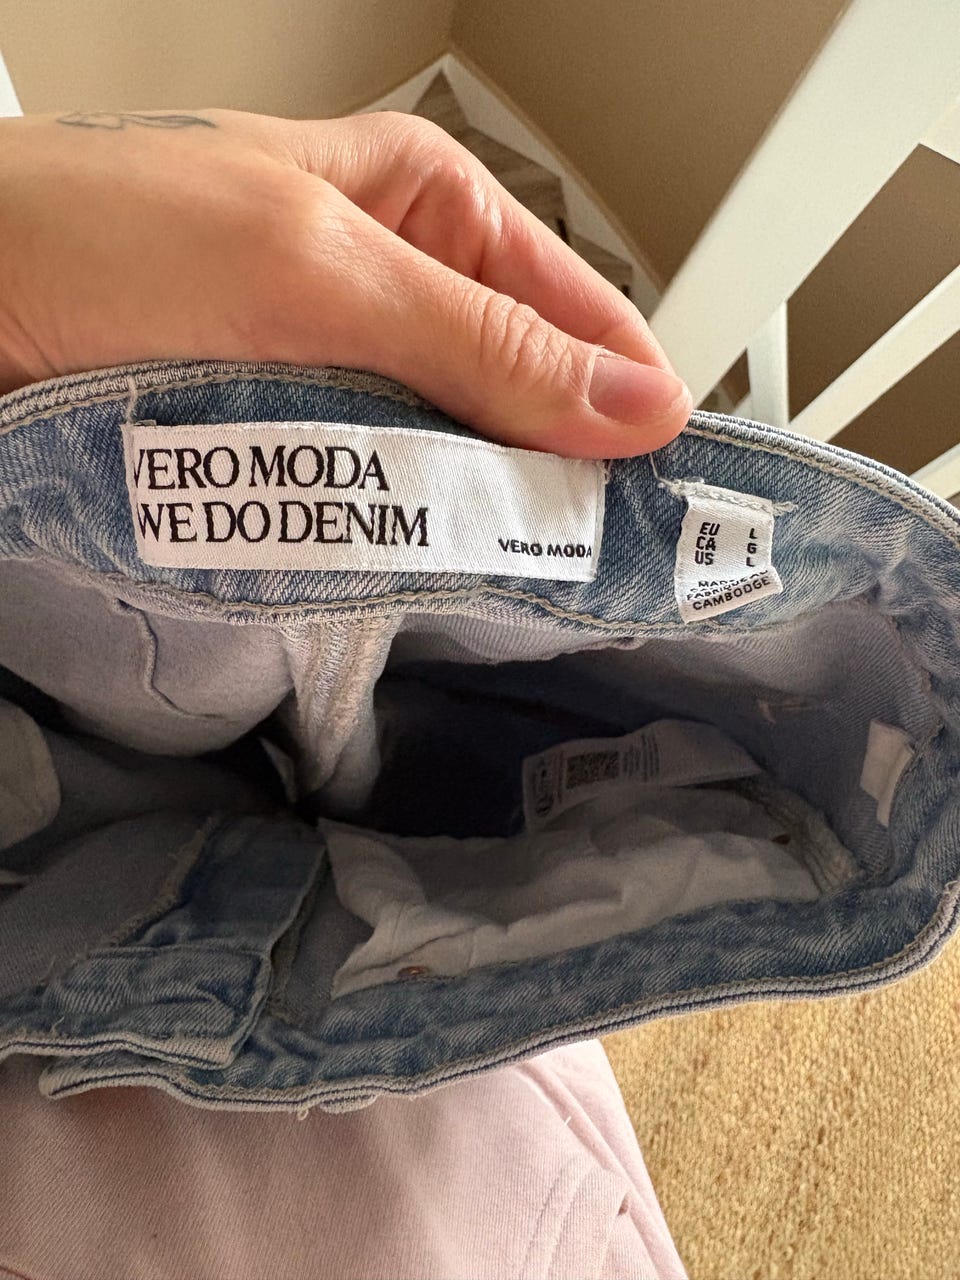 VERO MODA
WE DO DENIM
VERO MODA
EU L
CA G
US L
CAMBODGE